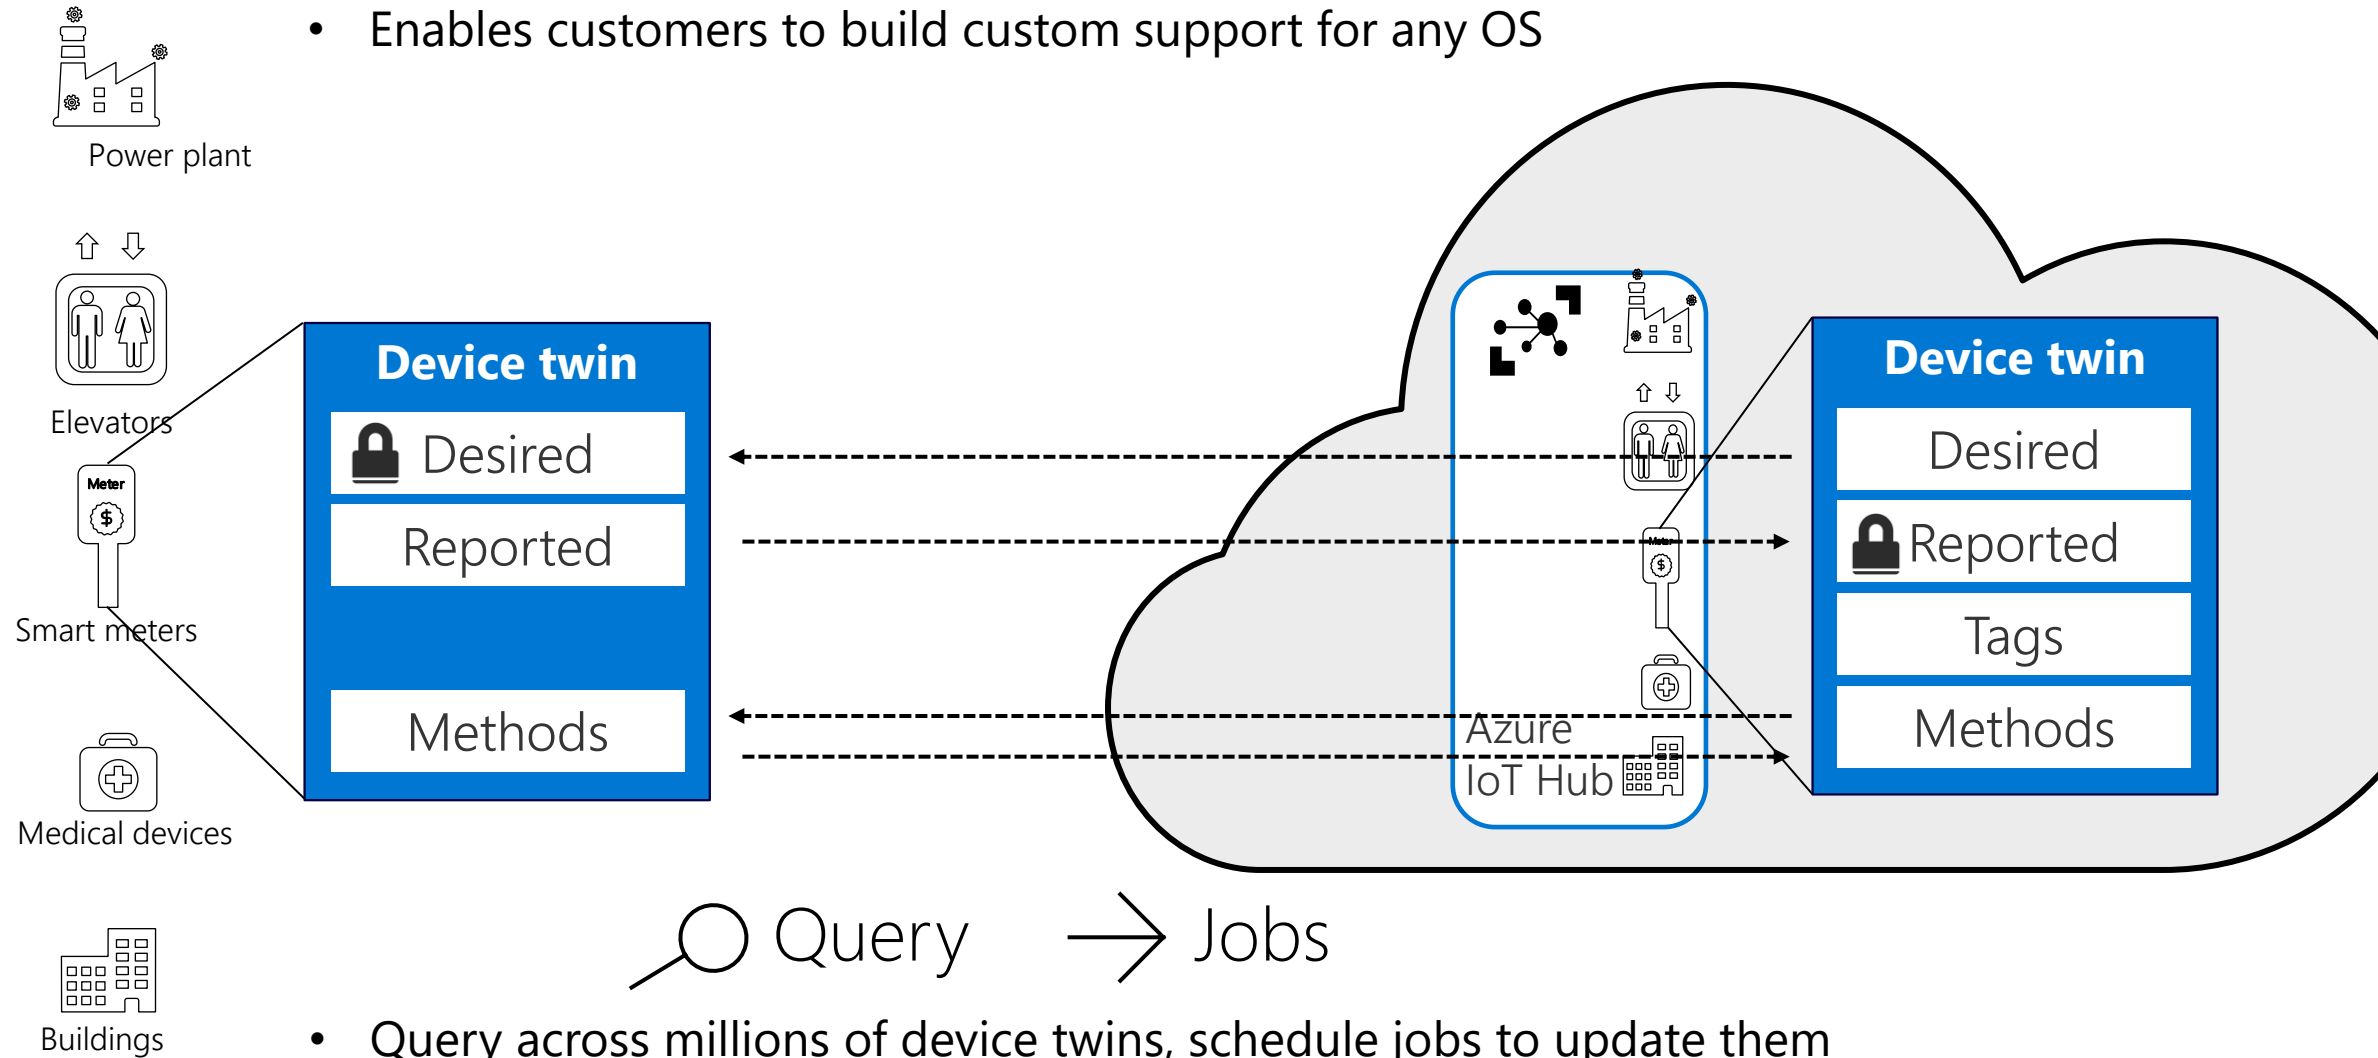 • Enables customers to build custom support for any OS
Power plant
Elevators
Meter
$
Smart meters
Medical devices
Buildings
Device twin
Desired
Reported
Methods
Meter
$
Azure
IoT Hub
Device twin
Desired
Reported
Tags
Methods
Query
Jobs
• Query across millions of device twins, schedule jobs to update them